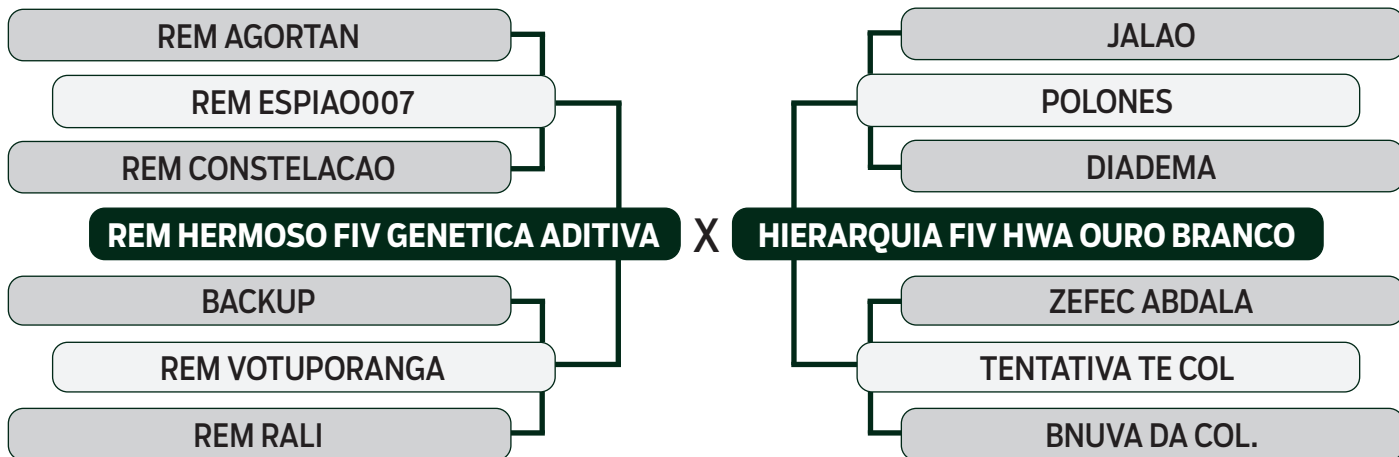 REM AGORTAN
REM ESPIAO007
REM CONSTELACAO
REM HERMOSO FIV GENETICA ADITIVA
BACKUP
REM VOTUPORANGA
REM RALI
X
JALAO
POLONES
DIADEMA
HIERARQUIA FIV HWA OURO BRANCO
ZEFEC ABDALA
TENTATIVA TE COL
BNUVA DA COL.